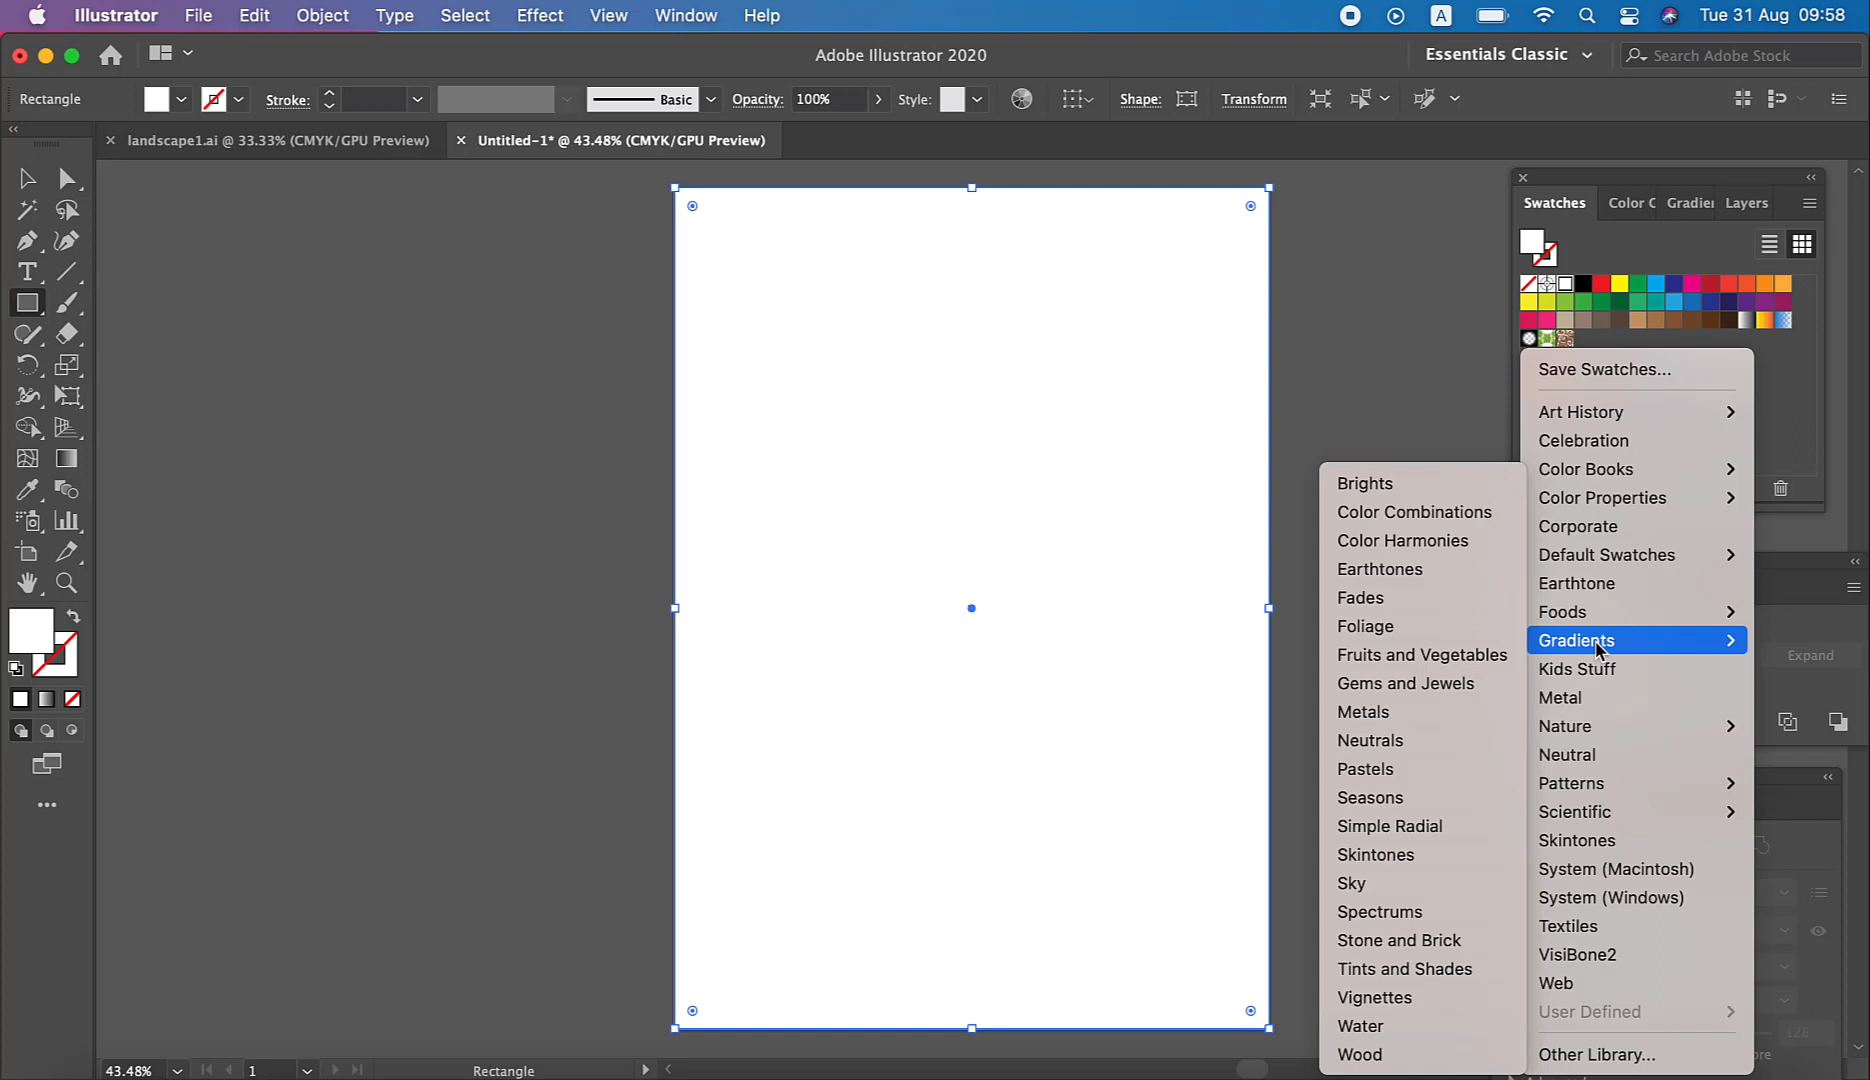 Illustrator File Edit Object Type Select Effect View Window Help A Tue 31 Aug 09:58
Adobe Illustrator 2020 Essentials Classic Search Adobe Stock
Rectangle Stroke: Basic Opacity: 100% Style: Shape: Transform
landscape1.ai @ 33.33% (CMYK/GPU Preview) Untitled-1* @ 43.48% (CMYK/GPU Preview)
Swatches Color C Gradier Layers
Save Swatches...
Art History
Celebration
Color Books
Color Properties
Corporate
Default Swatches
Earthtone
Foods
Gradients
Kids Stuff
Metal
Nature
Neutral
Patterns
Scientific
Skintones
System (Macintosh)
System (Windows)
Textiles
VisiBone2
Web
User Defined
Other Library...
Brights
Color Combinations
Color Harmonies
Earthtones
Fades
Foliage
Fruits and Vegetables
Gems and Jewels
Metals
Neutrals
Pastels
Seasons
Simple Radial
Skintones
Sky
Spectrums
Stone and Brick
Tints and Shades
Vignettes
Water
Wood
Expand
128
ore
43.48% 1 Rectangle